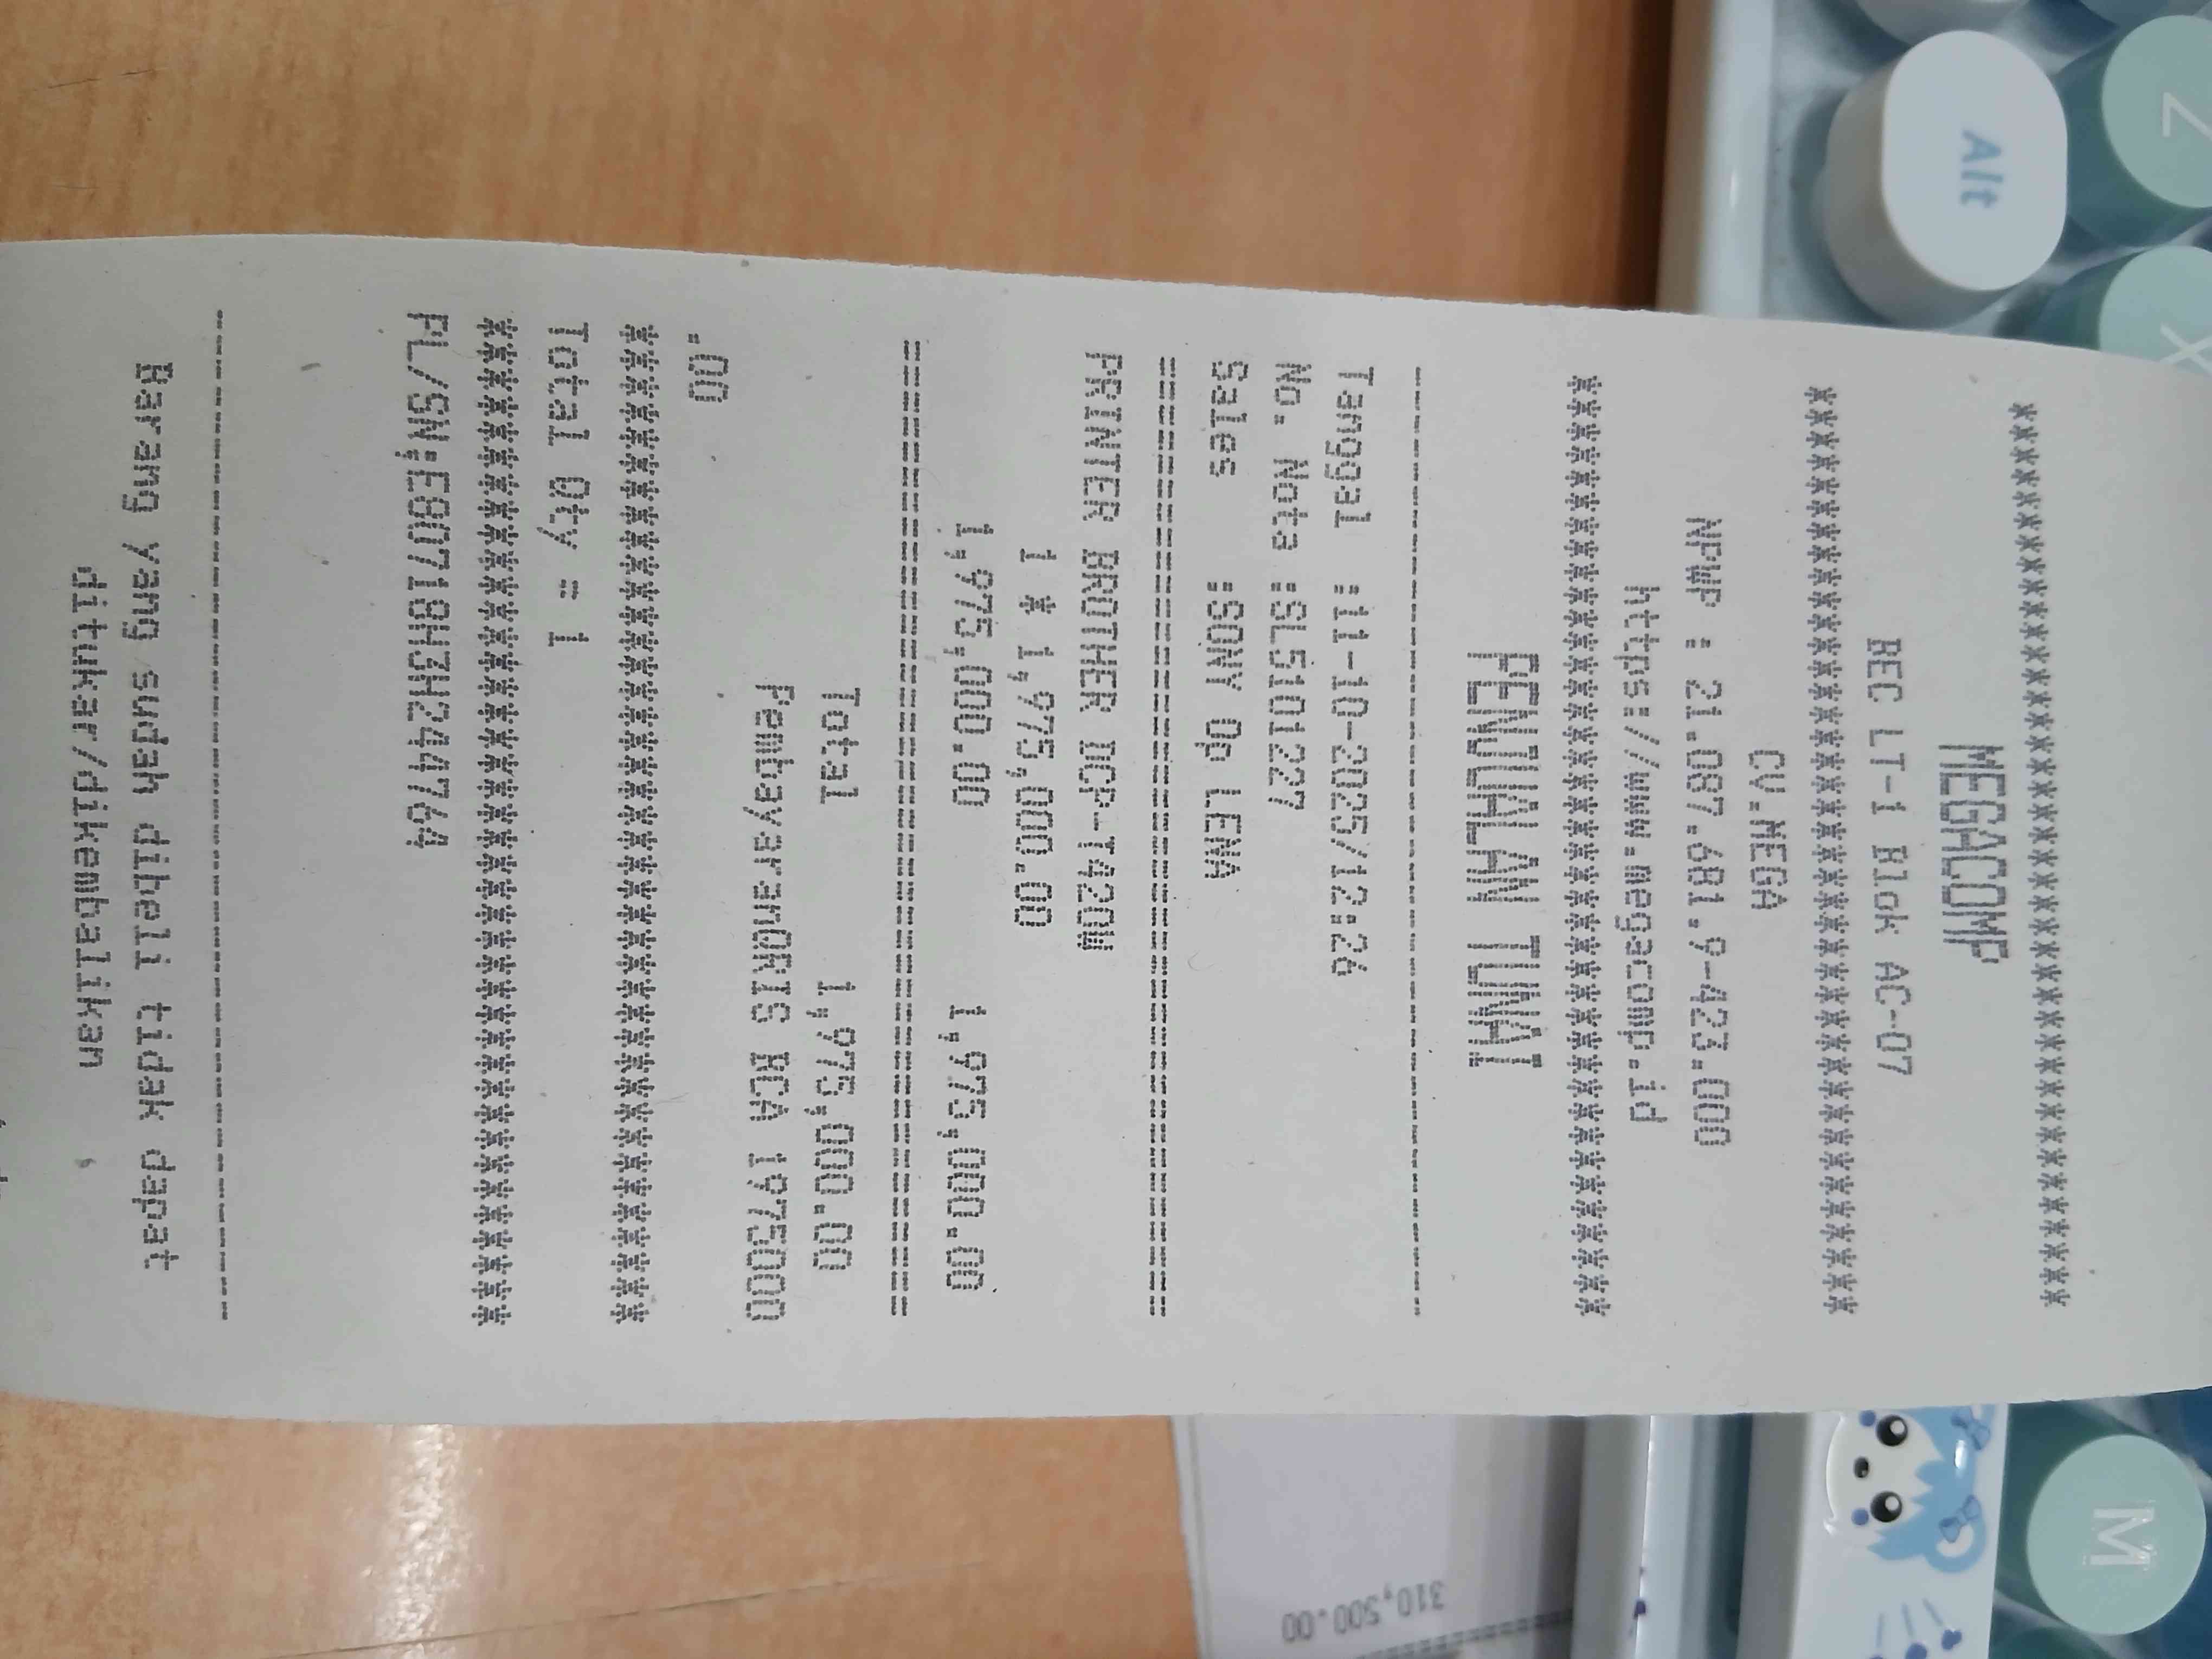 ****************************************
MEGACOMP
BEC LT-1 Blok AC-07
****************************************
CV.MEGA
NPWP : 21.087.681.9-423.000
https://www.megacomp.id
****************************************
PENJUALAN TUNAI
----------------------------------------
Tanggal :11-10-2025/12:26
No. Nota :SL5101227
Sales :SONY Op LENA
========================================
PRINTER BROTHER DCP-T420W
1 * 1,975,000.00
1,975,000.00 1,975,000.00
========================================
Total 1,975,000.00
PembayaranQRIS BCA 1975000
.00
****************************************
Total Qty = 1
****************************************
PL/SN:E80718H3H244764
----------------------------------------
Barang yang sudah dibeli tidak dapat
ditukar/dikembalikan
310,500.00
Alt
Z
X
M